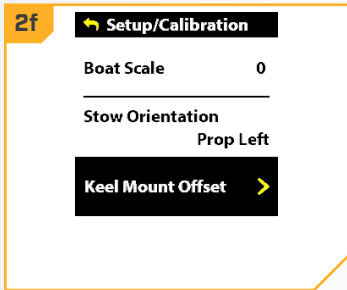 2f
Setup/Calibration
Boat Scale 0
Stow Orientation
Prop Left
Keel Mount Offset